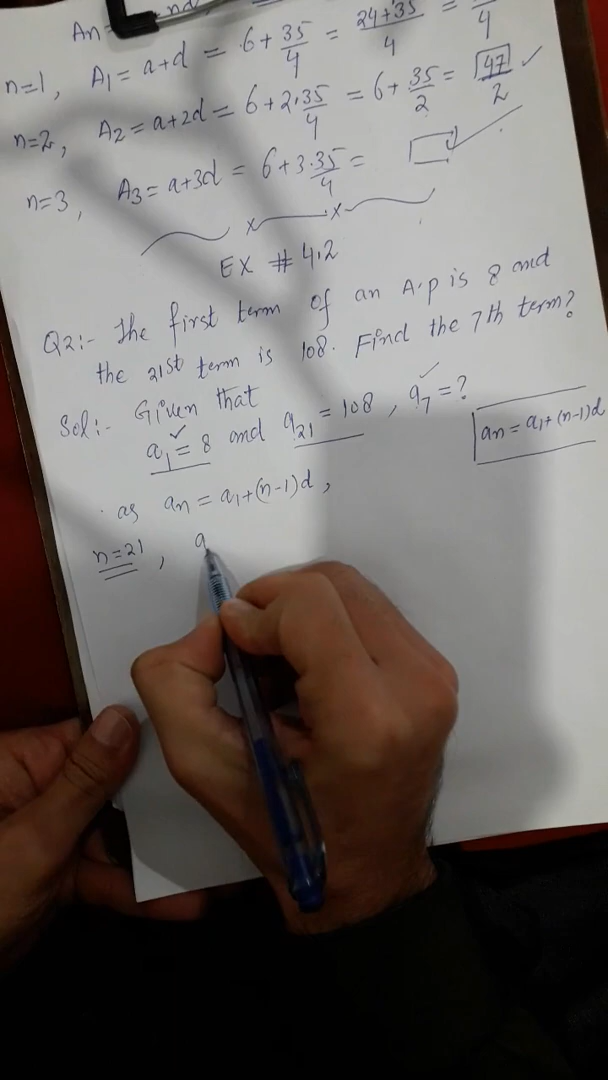 An=
n=1, A1 = a+d = 6+35/4 = 24+35/4 = /4
n=2, A2 = a+2d = 6+2.35/4 = 6+35/2 = 47/2 ✓
n=3, A3 = a+3d = 6+3.35/4 =
x x
EX # 4.2
Q2:- The first term of an A.p is 8 and
the 21st term is 108. Find the 7th term?
Sol:- Given that
a1 = 8 and a21 = 108, a7 = ?
an = a1+(n-1)d
as an = a1+(n-1)d,
n=21, a